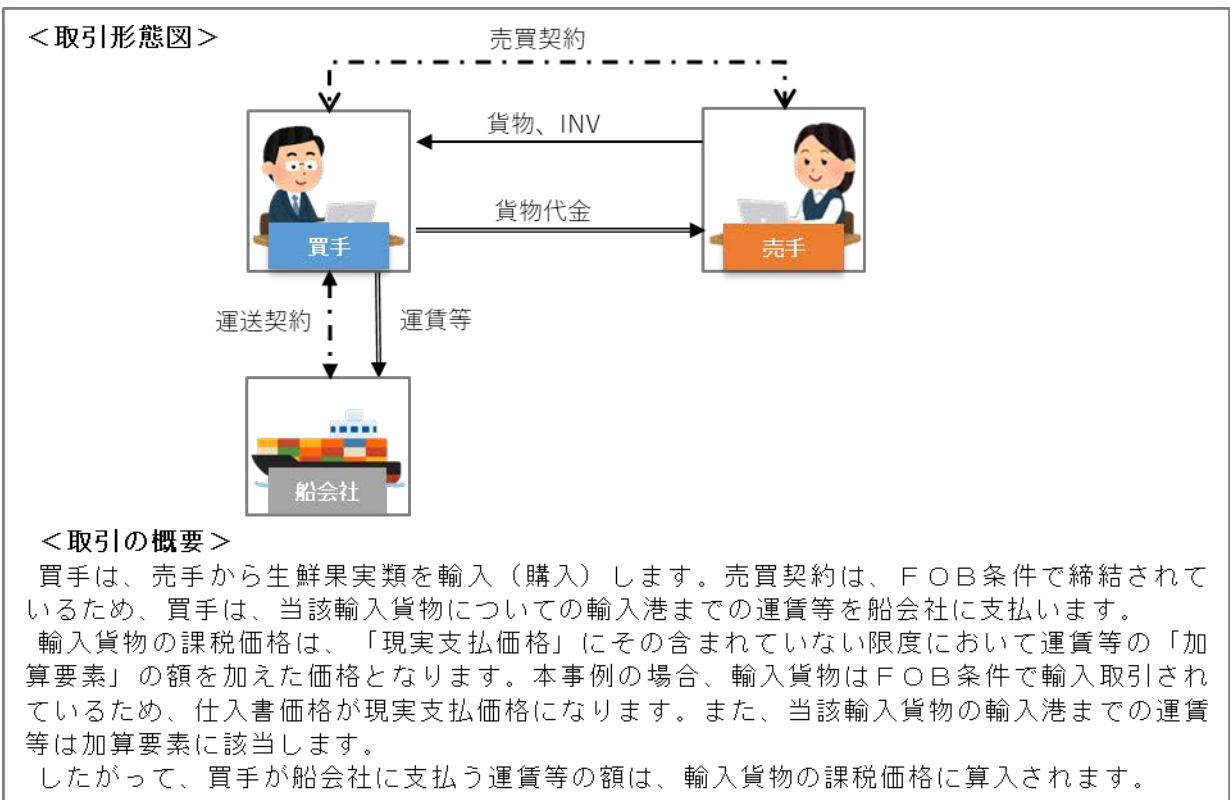 ＜取引形態図＞
売買契約
貨物、INV
貨物代金
買手
売手
運送契約
運賃等
船会社
＜取引の概要＞
買手は、売手から生鮮果実類を輸入（購入）します。売買契約は、ＦＯＢ条件で締結されて
いるため、買手は、当該輸入貨物についての輸入港までの運賃等を船会社に支払います。
輸入貨物の課税価格は、「現実支払価格」にその含まれていない限度において運賃等の「加
算要素」の額を加えた価格となります。本事例の場合、輸入貨物はＦＯＢ条件で輸入取引され
ているため、仕入書価格が現実支払価格になります。また、当該輸入貨物の輸入港までの運賃
等は加算要素に該当します。
したがって、買手が船会社に支払う運賃等の額は、輸入貨物の課税価格に算入されます。